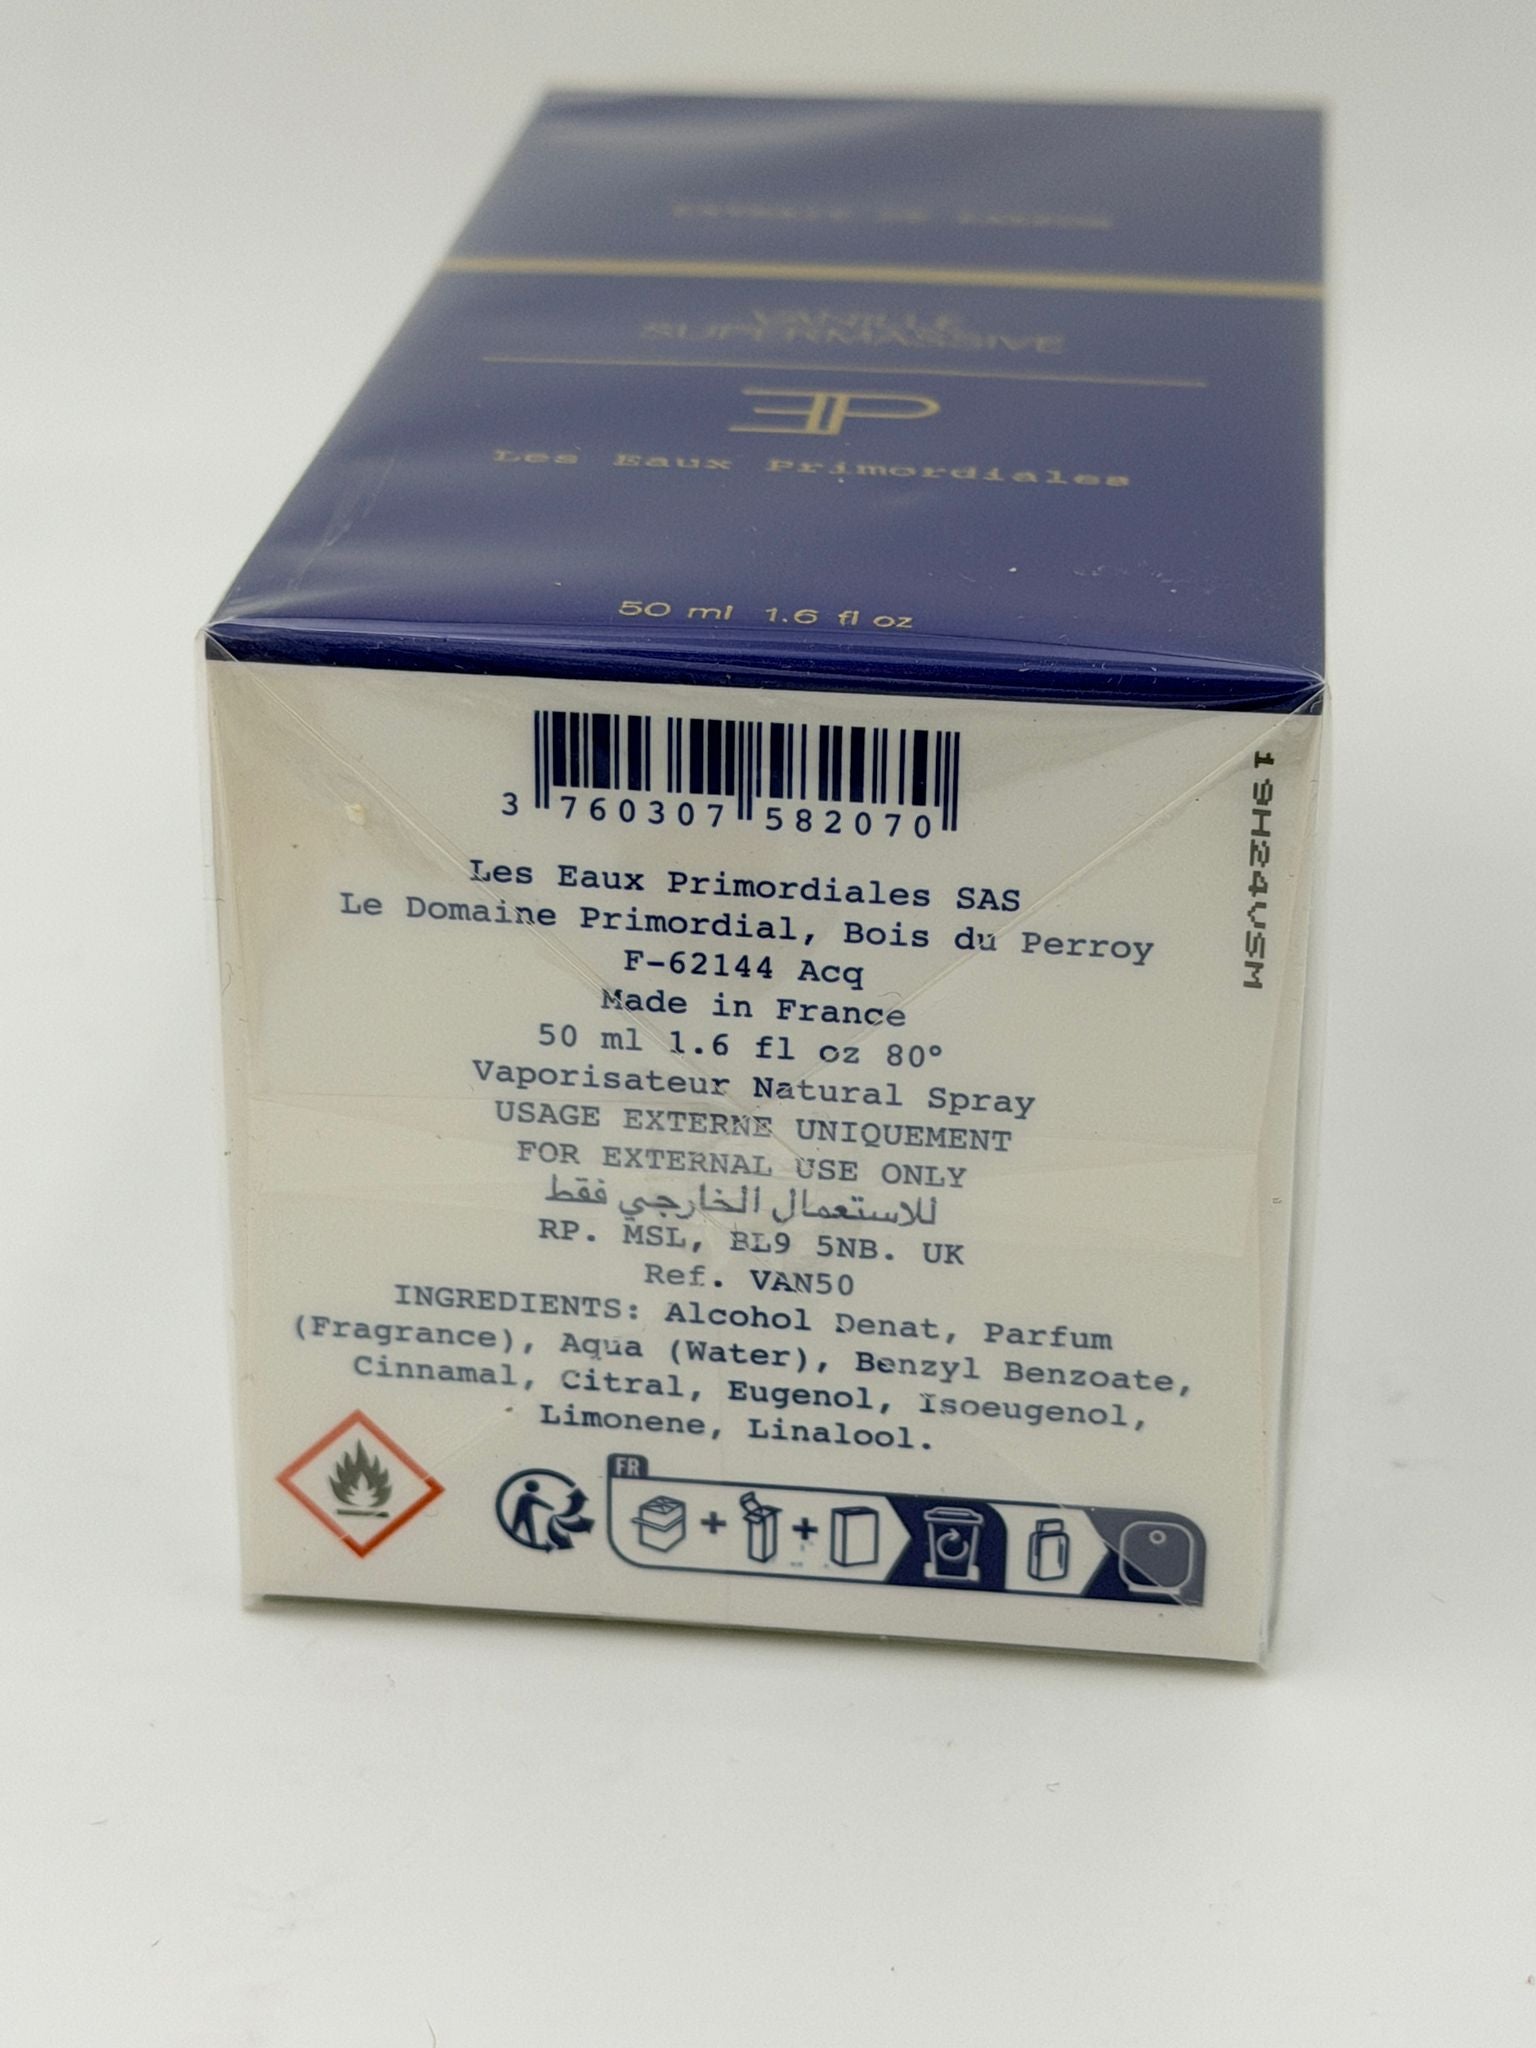 EXTRAIT DE PARFUM
VANILLE
SUPERMASSIVE
Les Eaux Primordiales
50 ml 1.6 fl oz
3 760307 582070
19H24VSM
Les Eaux Primordiales SAS
Le Domaine Primordial, Bois du Perroy
F-62144 Acq
Made in France
50 ml 1.6 fl oz 80°
Vaporisateur Natural Spray
USAGE EXTERNE UNIQUEMENT
FOR EXTERNAL USE ONLY
للاستعمال الخارجي فقط
RP. MSL, BL9 5NB. UK
Ref. VAN50
INGREDIENTS: Alcohol Denat, Parfum
(Fragrance), Aqua (Water), Benzyl Benzoate,
Cinnamal, Citral, Eugenol, Isoeugenol,
Limonene, Linalool.
FR